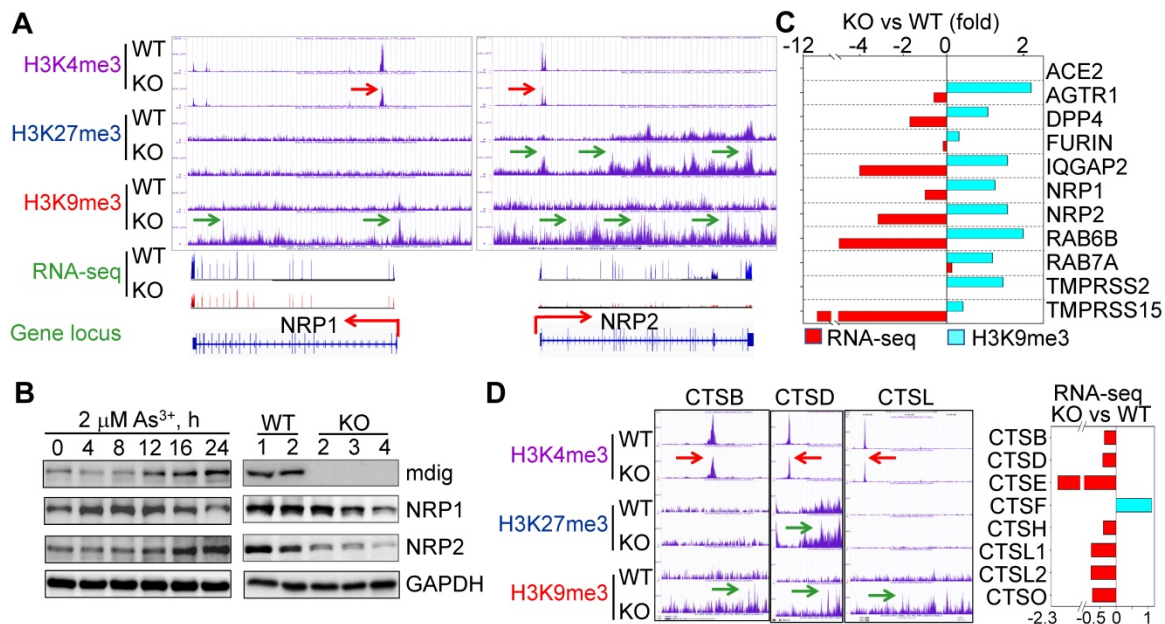 A
H3K4me3
WT
KO
H3K27me3
WT
KO
H3K9me3
WT
KO
RNA-seq
WT
KO
Gene locus
NRP1
NRP2
C
KO vs WT (fold)
-12 -4 -2 0 2
ACE2
AGTR1
DPP4
FURIN
IQGAP2
NRP1
NRP2
RAB6B
RAB7A
TMPRSS2
TMPRSS15
RNA-seq H3K9me3
B
2 µM As³⁺, h
0 4 8 12 16 24
WT KO
1 2 2 3 4
mdig
NRP1
NRP2
GAPDH
D
CTSB CTSD CTSL
H3K4me3
WT
KO
H3K27me3
WT
KO
H3K9me3
WT
KO
RNA-seq
KO vs WT
CTSB
CTSD
CTSE
CTSF
CTSH
CTSL1
CTSL2
CTSO
-2.3 -0.5 0 1